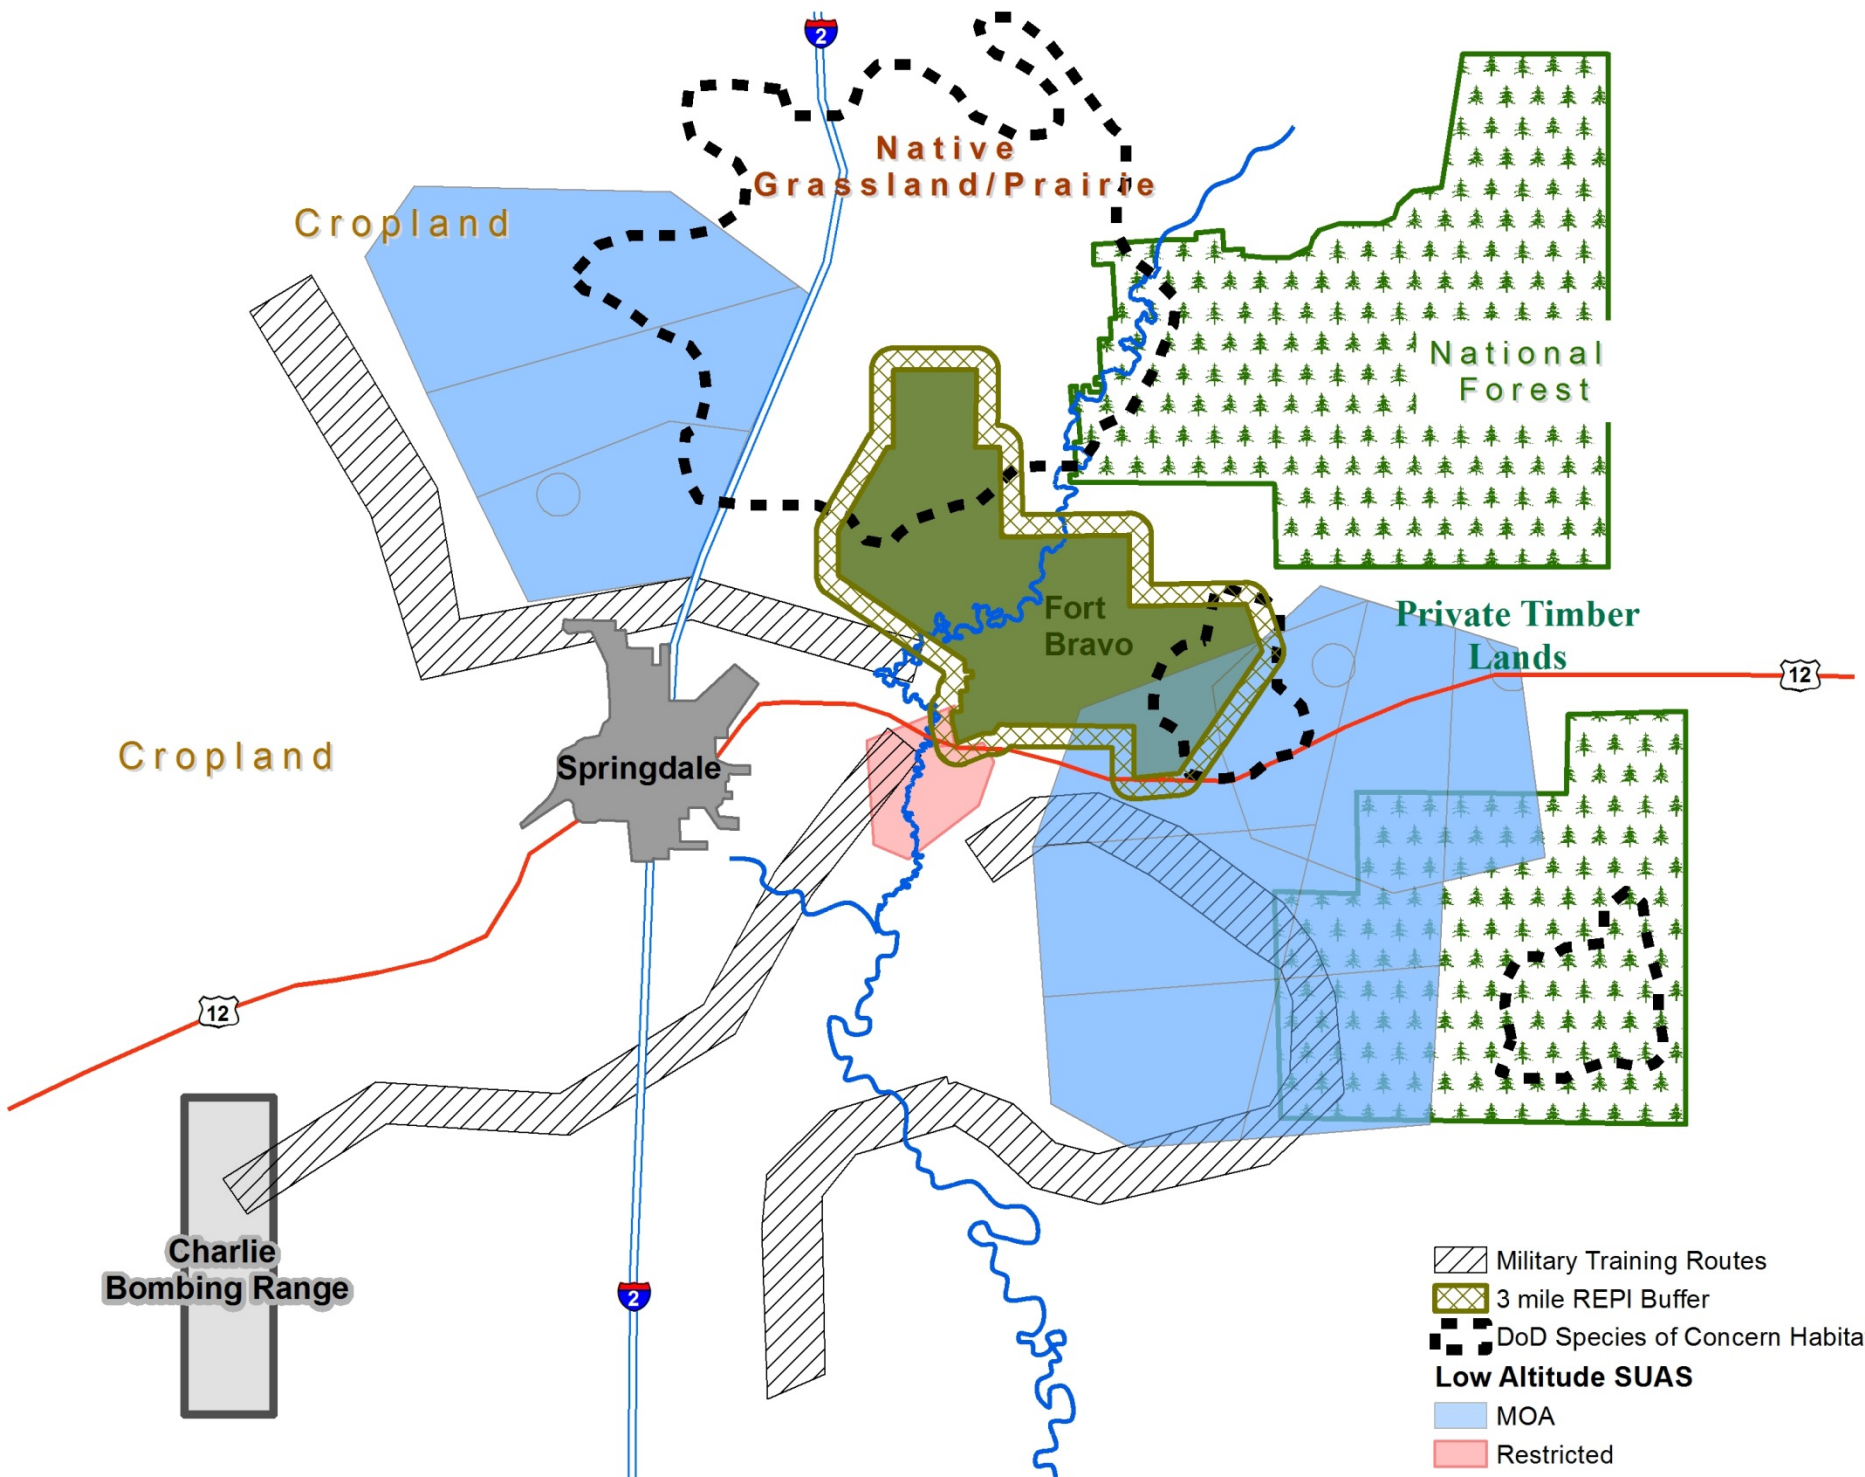 2
Native
Grassland/Prairie
Cropland
National
Forest
Fort
Bravo
Private Timber
Lands
12
Cropland
Springdale
12
Charlie
Bombing Range
2
Military Training Routes
3 mile REPI Buffer
DoD Species of Concern Habita
Low Altitude SUAS
MOA
Restricted